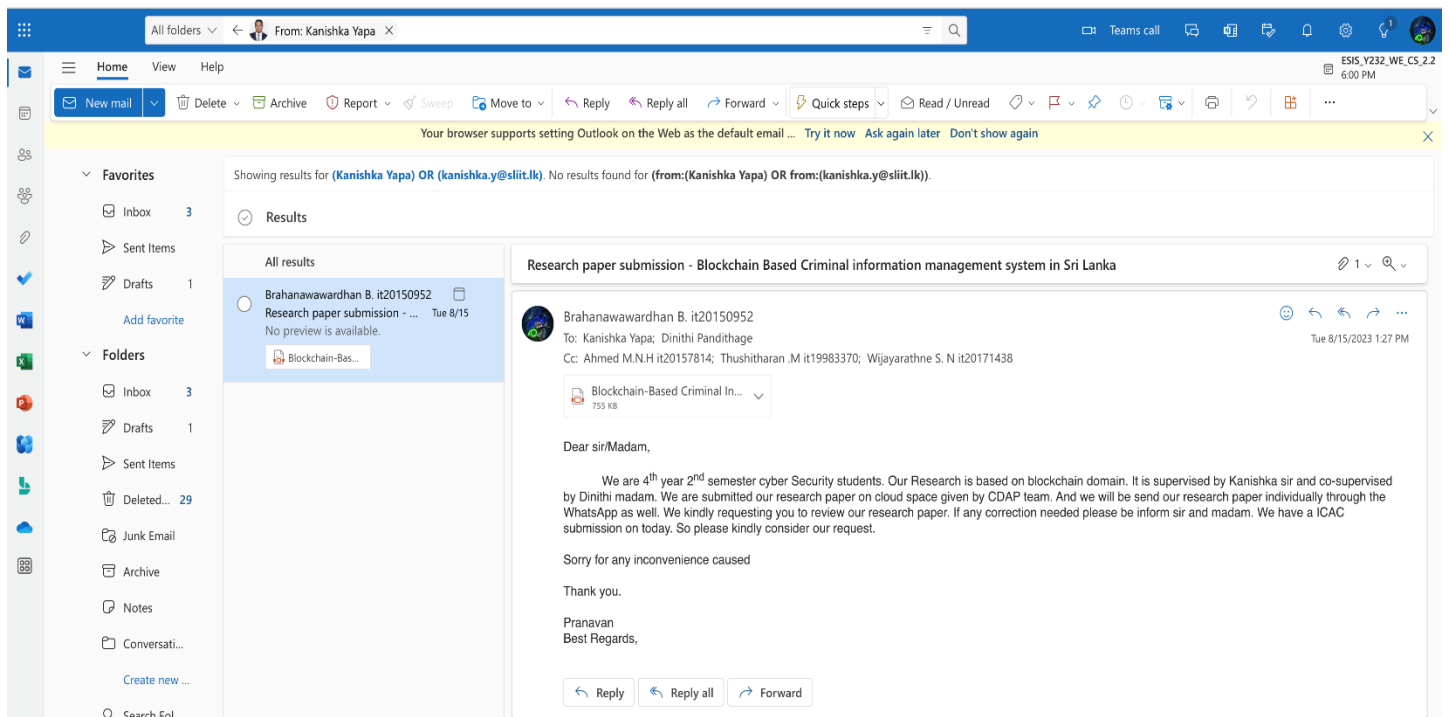 All folders
From: Kanishka Yapa
Teams call
1
Home View Help
ESIS_Y232_WE_CS_2.2
6:00 PM
New mail Delete Archive Report Sweep Move to Reply Reply all Forward Quick steps Read / Unread
Your browser supports setting Outlook on the Web as the default email ... Try it now Ask again later Don't show again
Favorites
Inbox 3
Sent Items
Drafts 1
Add favorite
Folders
Inbox 3
Drafts 1
Sent Items
Deleted... 29
Junk Email
Archive
Notes
Conversati...
Create new ...
Search Fol
Showing results for (Kanishka Yapa) OR (kanishka.y@sliit.lk). No results found for (from:(Kanishka Yapa) OR from:(kanishka.y@sliit.lk)).
Results
All results
Brahanawawardhan B. it20150952
Research paper submission - ... Tue 8/15
No preview is available.
Blockchain-Bas...
Research paper submission - Blockchain Based Criminal information management system in Sri Lanka
1
Brahanawawardhan B. it20150952
To: Kanishka Yapa; Dinithi Pandithage
Tue 8/15/2023 1:27 PM
Cc: Ahmed M.N.H it20157814; Thushitharan .M it19983370; Wijayarathne S. N it20171438
Blockchain-Based Criminal In...
755 KB
Dear sir/Madam,
We are 4th year 2nd semester cyber Security students. Our Research is based on blockchain domain. It is supervised by Kanishka sir and co-supervised
by Dinithi madam. We are submitted our research paper on cloud space given by CDAP team. And we will be send our research paper individually through the
WhatsApp as well. We kindly requesting you to review our research paper. If any correction needed please be inform sir and madam. We have a ICAC
submission on today. So please kindly consider our request.
Sorry for any inconvenience caused
Thank you.
Pranavan
Best Regards,
Reply Reply all Forward